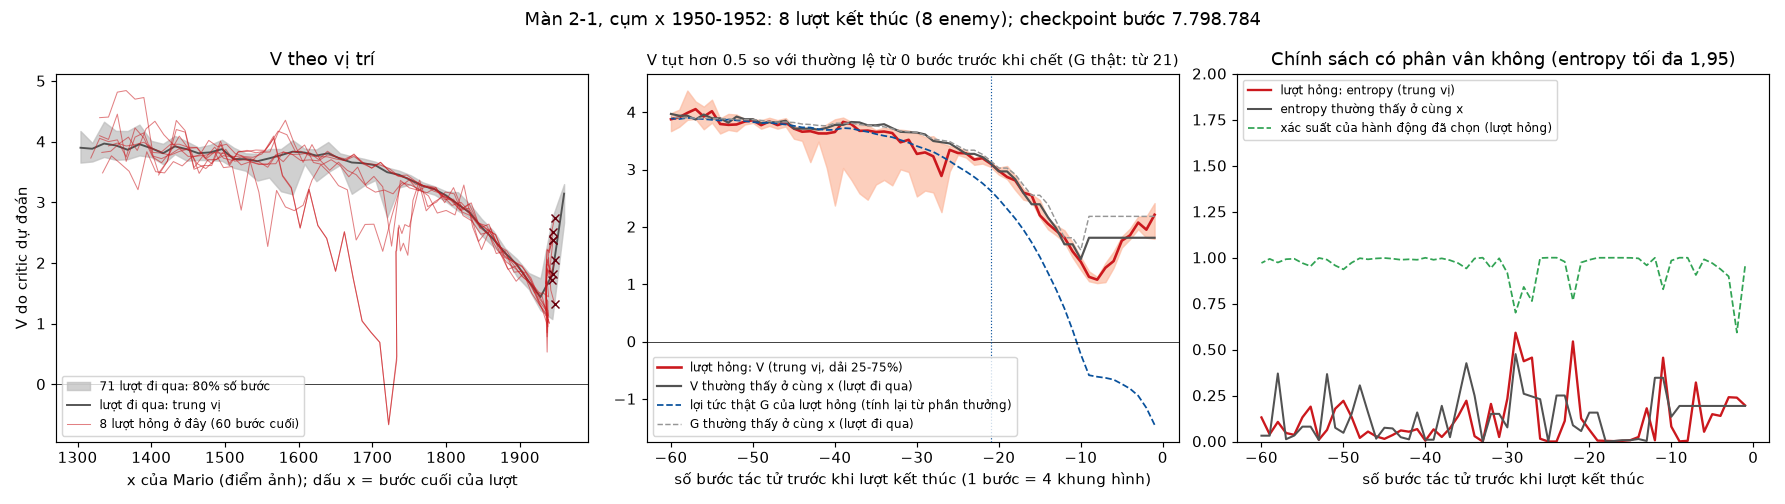 Màn 2-1, cụm x 1950-1952: 8 lượt kết thúc (8 enemy); checkpoint bước 7.798.784
V theo vị trí
V do critic dự đoán
5
4
3
2
1
0
71 lượt đi qua: 80% số bước
lượt đi qua: trung vị
8 lượt hỏng ở đây (60 bước cuối)
1300 1400 1500 1600 1700 1800 1900
x của Mario (điểm ảnh); dấu x = bước cuối của lượt
V tụt hơn 0.5 so với thường lệ từ 0 bước trước khi chết (G thật: từ 21)
4
3
2
1
0
−1
lượt hỏng: V (trung vị, dải 25-75%)
V thường thấy ở cùng x (lượt đi qua)
lợi tức thật G của lượt hỏng (tính lại từ phần thưởng)
G thường thấy ở cùng x (lượt đi qua)
−60 −50 −40 −30 −20 −10 0
số bước tác tử trước khi lượt kết thúc (1 bước = 4 khung hình)
Chính sách có phân vân không (entropy tối đa 1,95)
2.00
1.75
1.50
1.25
1.00
0.75
0.50
0.25
0.00
lượt hỏng: entropy (trung vị)
entropy thường thấy ở cùng x
xác suất của hành động đã chọn (lượt hỏng)
−60 −50 −40 −30 −20 −10 0
số bước tác tử trước khi lượt kết thúc